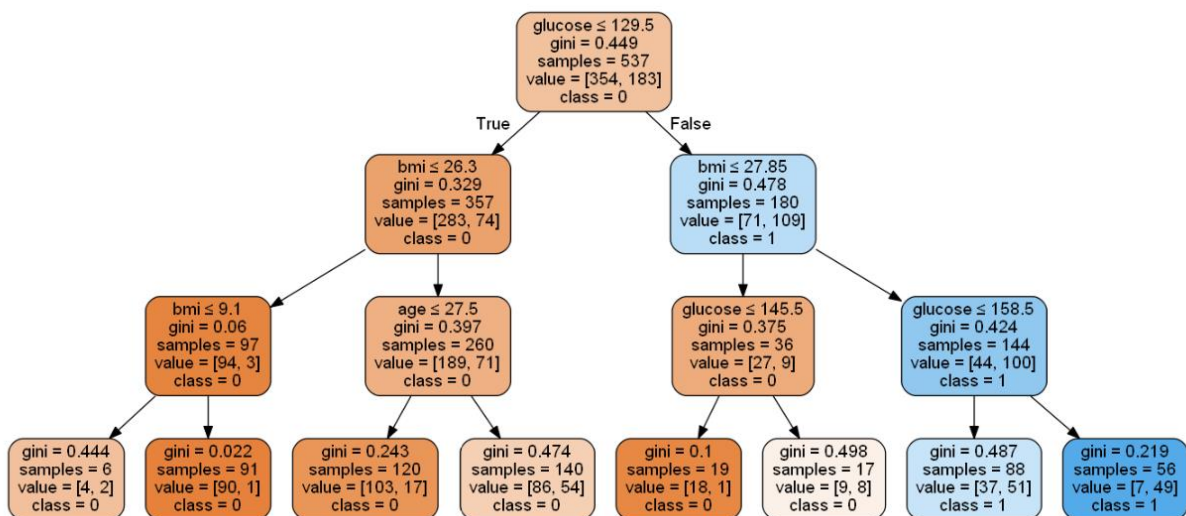 glucose ≤ 129.5
gini = 0.449
samples = 537
value = [354, 183]
class = 0
True
False
bmi ≤ 26.3
gini = 0.329
samples = 357
value = [283, 74]
class = 0
bmi ≤ 27.85
gini = 0.478
samples = 180
value = [71, 109]
class = 1
bmi ≤ 9.1
gini = 0.06
samples = 97
value = [94, 3]
class = 0
age ≤ 27.5
gini = 0.397
samples = 260
value = [189, 71]
class = 0
glucose ≤ 145.5
gini = 0.375
samples = 36
value = [27, 9]
class = 0
glucose ≤ 158.5
gini = 0.424
samples = 144
value = [44, 100]
class = 1
gini = 0.444
samples = 6
value = [4, 2]
class = 0
gini = 0.022
samples = 91
value = [90, 1]
class = 0
gini = 0.243
samples = 120
value = [103, 17]
class = 0
gini = 0.474
samples = 140
value = [86, 54]
class = 0
gini = 0.1
samples = 19
value = [18, 1]
class = 0
gini = 0.498
samples = 17
value = [9, 8]
class = 0
gini = 0.487
samples = 88
value = [37, 51]
class = 1
gini = 0.219
samples = 56
value = [7, 49]
class = 1